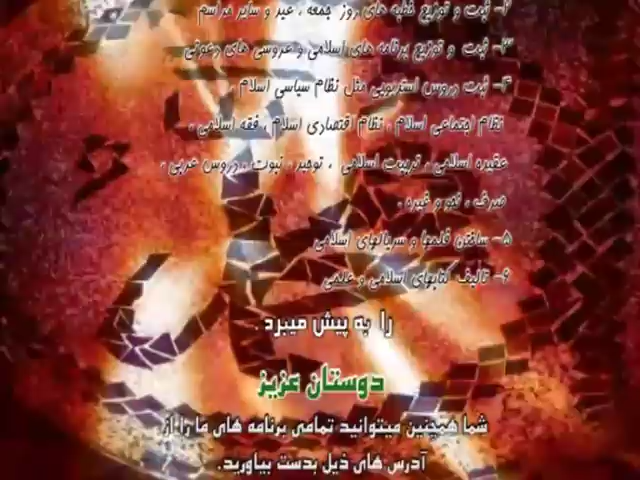 ۲- ثبت و توزیع خطبه های روز جمعه ، عید و سایر مراسم
۳- ثبت و توزیع برنامه های اسلامی و عروسی های دعوتی
۴- ثبت دروس استدیویی مثل نظام سیاسی اسلام ،
نظام اجتماعی اسلام ، نظام اقتصادی اسلام ، فقه اسلامی ،
عقیده اسلامی ، تربیت اسلامی ، توحید ، نبوت ، دروس عربی ،
صرف ، نحو و غیره .
۵- ساختن فلمها و سریالهای اسلامی
۶- تالیف کتابهای اسلامی و علمی
را به پیش میبرد .
دوستان عزیز
شما همچنین میتوانید تمامی برنامه های ما را از
آدرس های ذیل بدست بیاورید.